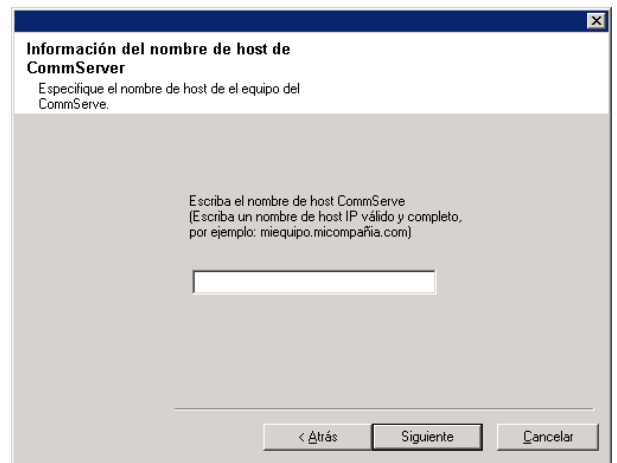 Información del nombre de host de
CommServer
Especifique el nombre de host de el equipo del
CommServe.
Escriba el nombre de host CommServe
(Escriba un nombre de host IP válido y completo,
por ejemplo: miequipo.micompañia.com)
< Atrás
Siguiente
Cancelar